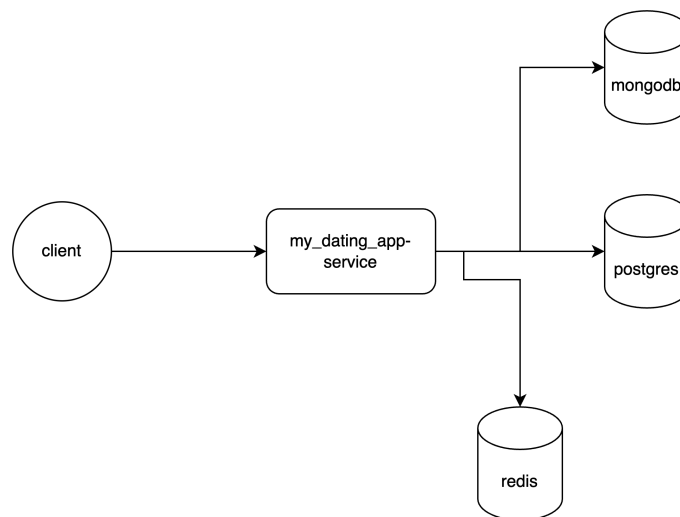 mongodb
client
my_dating_app-
service
postgres
redis